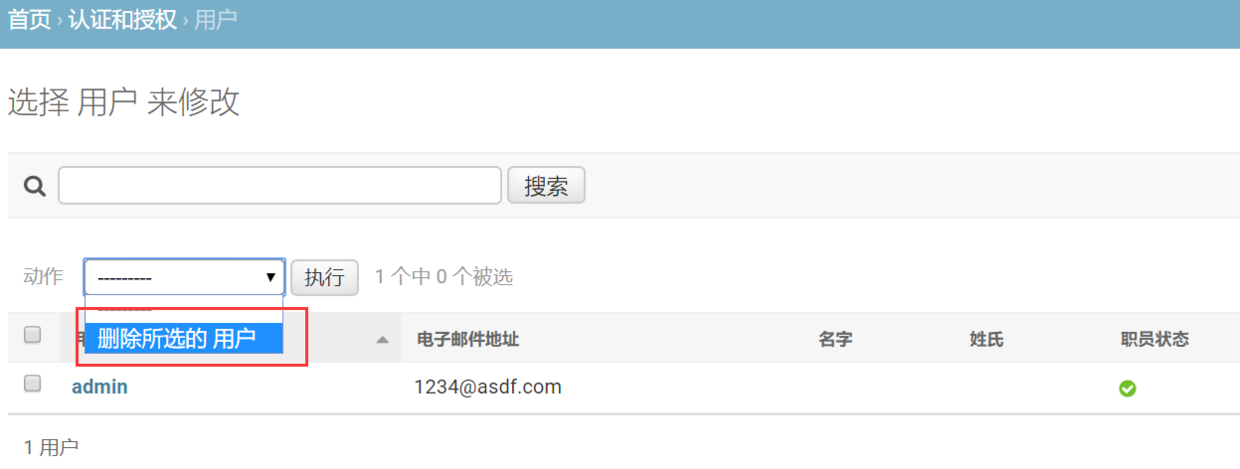 首页 › 认证和授权 › 用户
选择 用户 来修改
搜索
动作 --------- 执行 1 个中 0 个被选
---------
删除所选的 用户
电子邮件地址 名字 姓氏 职员状态
admin 1234@asdf.com
1 用户